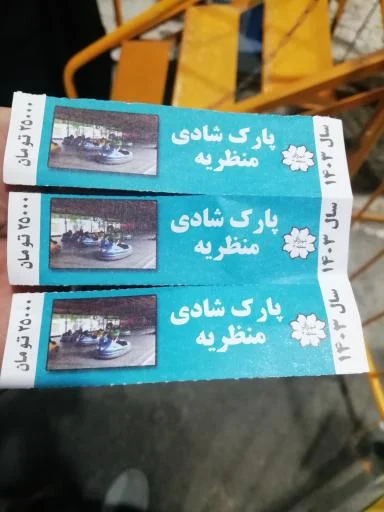 ۲۵۰۰۰ تومان
پارک شادی
منظریه
سال ۱۴۰۳
۲۵۰۰۰ تومان
پارک شادی
منظریه
سال ۱۴۰۳
۲۵۰۰۰ تومان
پارک شادی
منظریه
سال ۱۴۰۳